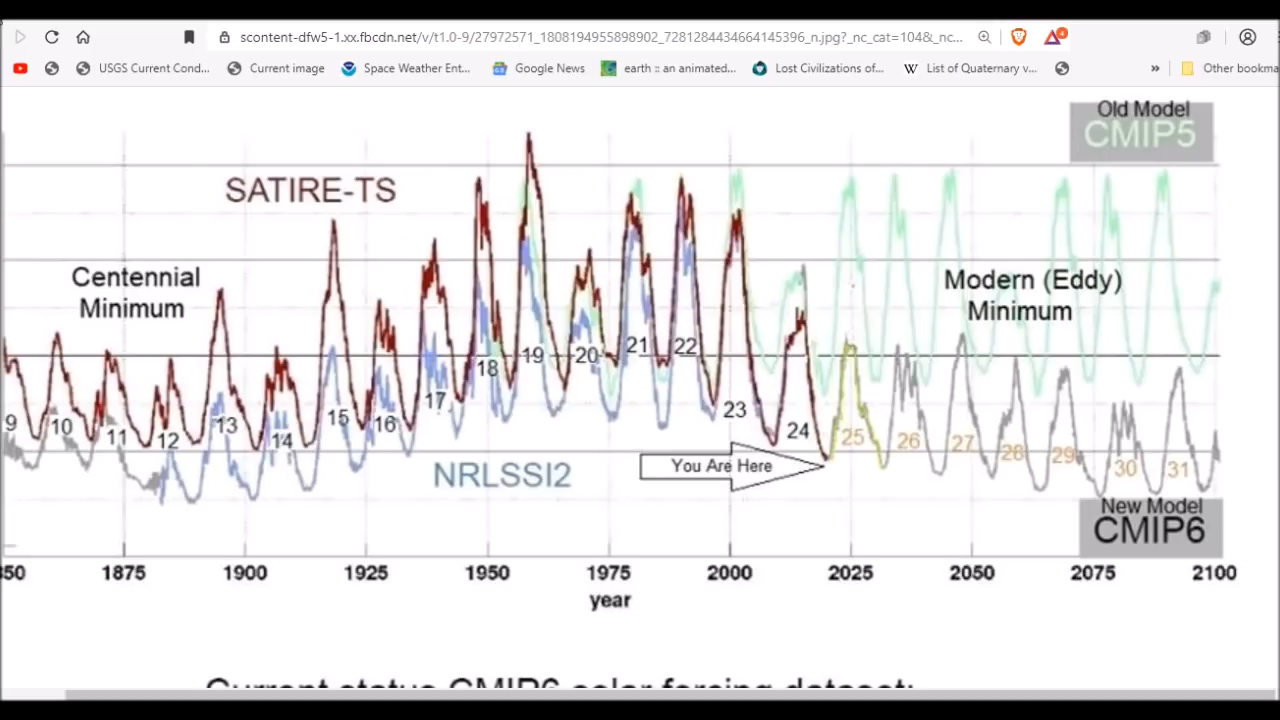 scontent-dfw5-1.xx.fbcdn.net/v/t1.0-9/27972571_1808194955898902_7281284434664145396_n.jpg?_nc_cat=104&_nc...
4
USGS Current Cond... Current image Space Weather Ent... Google News earth :: an animated... Lost Civilizations of... W List of Quaternary v... » Other bookma
Old Model
CMIP5
SATIRE-TS
Centennial
Minimum
Modern (Eddy)
Minimum
9 10 11 12 13 14 15 16 17 18 19 20 21 22 23 24 25 26 27 28 29 30 31
You Are Here
NRLSSI2
New Model
CMIP6
350 1875 1900 1925 1950 1975 2000 2025 2050 2075 2100
year
Current status CMIP6 solar forcing dataset: